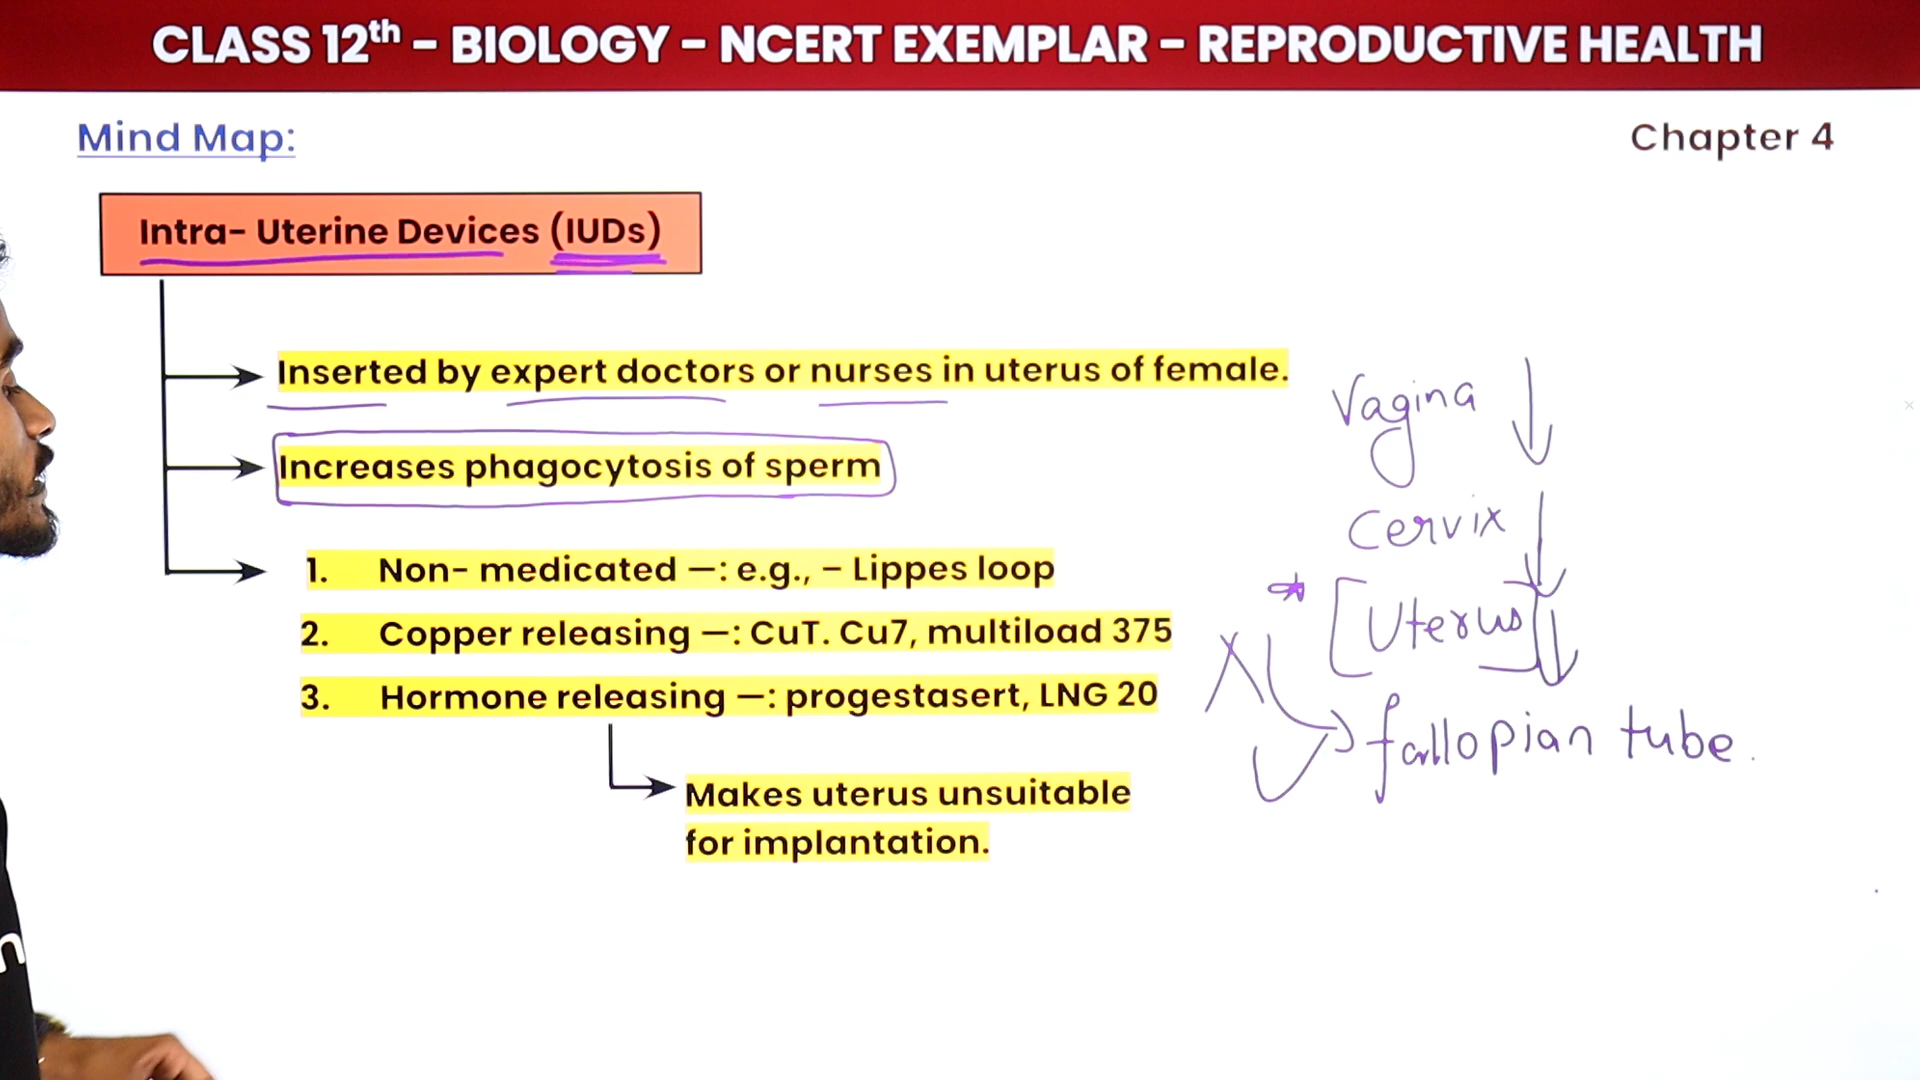 CLASS 12th – BIOLOGY – NCERT EXEMPLAR – REPRODUCTIVE HEALTH
Mind Map:
Chapter 4
Intra- Uterine Devices (IUDs)
Inserted by expert doctors or nurses in uterus of female.
Increases phagocytosis of sperm
1. Non- medicated –: e.g., – Lippes loop
2. Copper releasing –: CuT. Cu7, multiload 375
3. Hormone releasing –: progestasert, LNG 20
Makes uterus unsuitable
for implantation.
Vagina
Cervix
Uterus
fallopian tube.
n